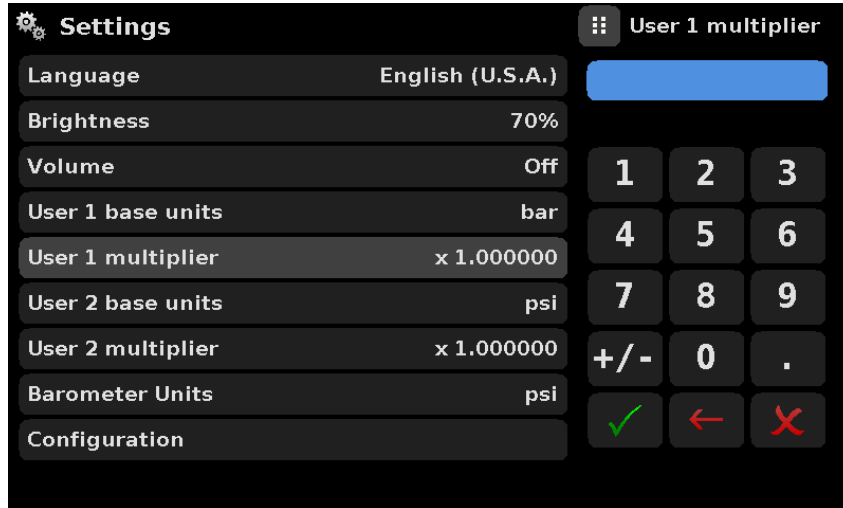 Settings
Language English (U.S.A.)
Brightness 70%
Volume Off
User 1 base units bar
User 1 multiplier x 1.000000
User 2 base units psi
User 2 multiplier x 1.000000
Barometer Units psi
Configuration
User 1 multiplier
1 2 3
4 5 6
7 8 9
+/- 0 .